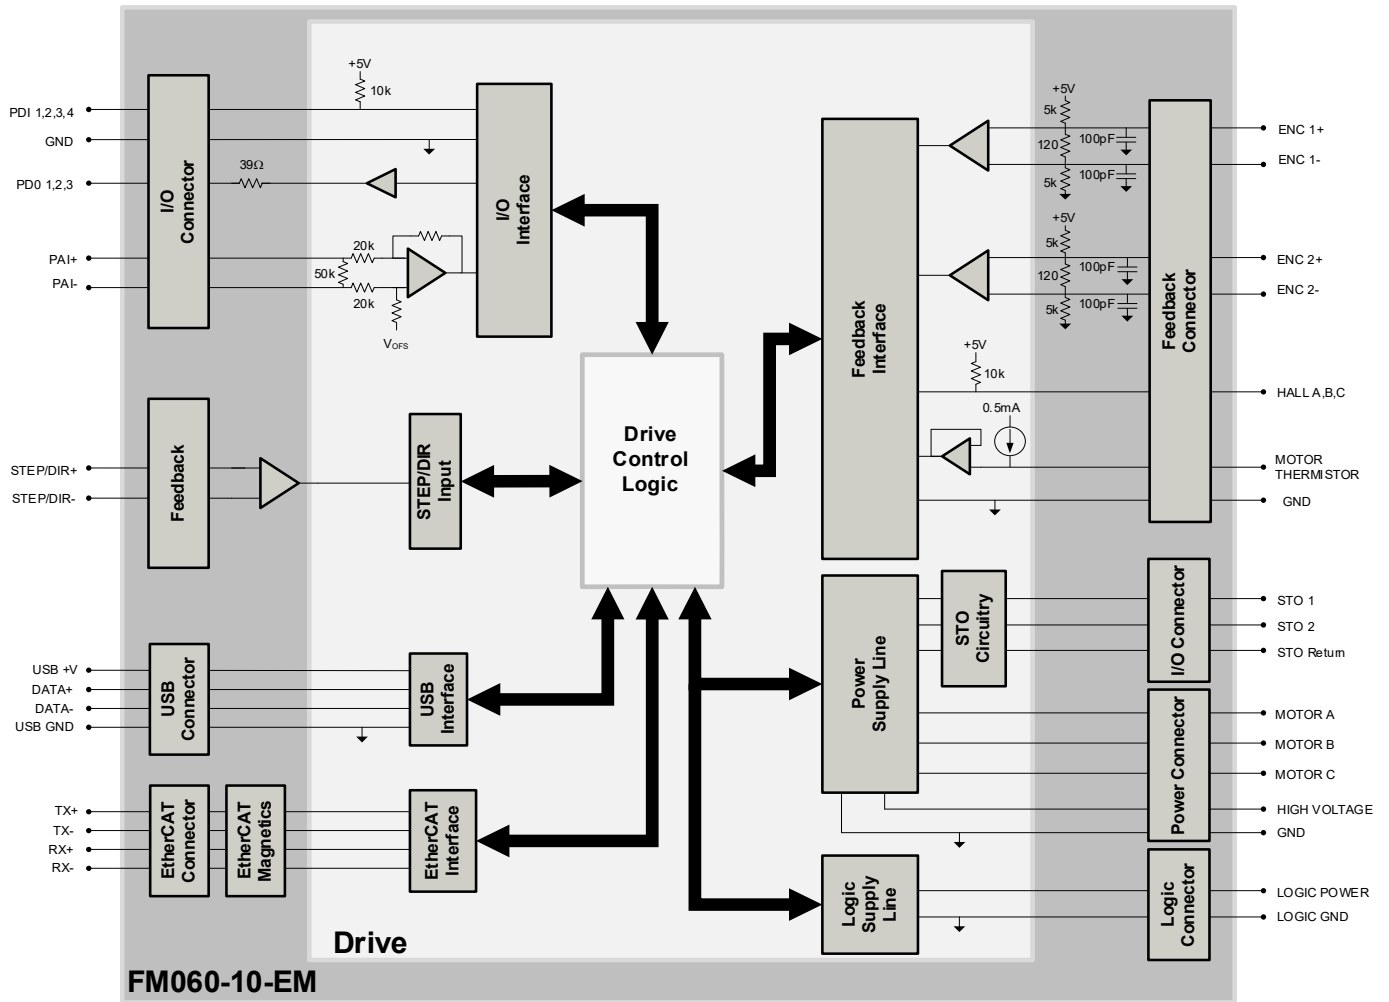 PDI 1,2,3,4
GND
PD0 1,2,3
PAI+
PAI-
I/O
Connector
+5V
10k
39Ω
20k
50k
20k
VOFS
I/O
Interface
STEP/DIR+
STEP/DIR-
Feedback
STEP/DIR
Input
USB +V
DATA+
DATA-
USB GND
USB
Connector
USB
Interface
TX+
TX-
RX+
RX-
EtherCAT
Connector
EtherCAT
Magnetics
EtherCAT
Interface
Drive
Control
Logic
Feedback
Interface
+5V
5k
120
5k
100pF
100pF
+5V
5k
120
5k
100pF
100pF
+5V
10k
0.5mA
Feedback
Connector
ENC 1+
ENC 1-
ENC 2+
ENC 2-
HALL A,B,C
MOTOR
THERMISTOR
GND
Power
Supply Line
STO
Circuitry
I/O Connector
STO 1
STO 2
STO Return
Power Connector
MOTOR A
MOTOR B
MOTOR C
HIGH VOLTAGE
GND
Logic
Supply
Line
Logic
Connector
LOGIC POWER
LOGIC GND
Drive
FM060-10-EM